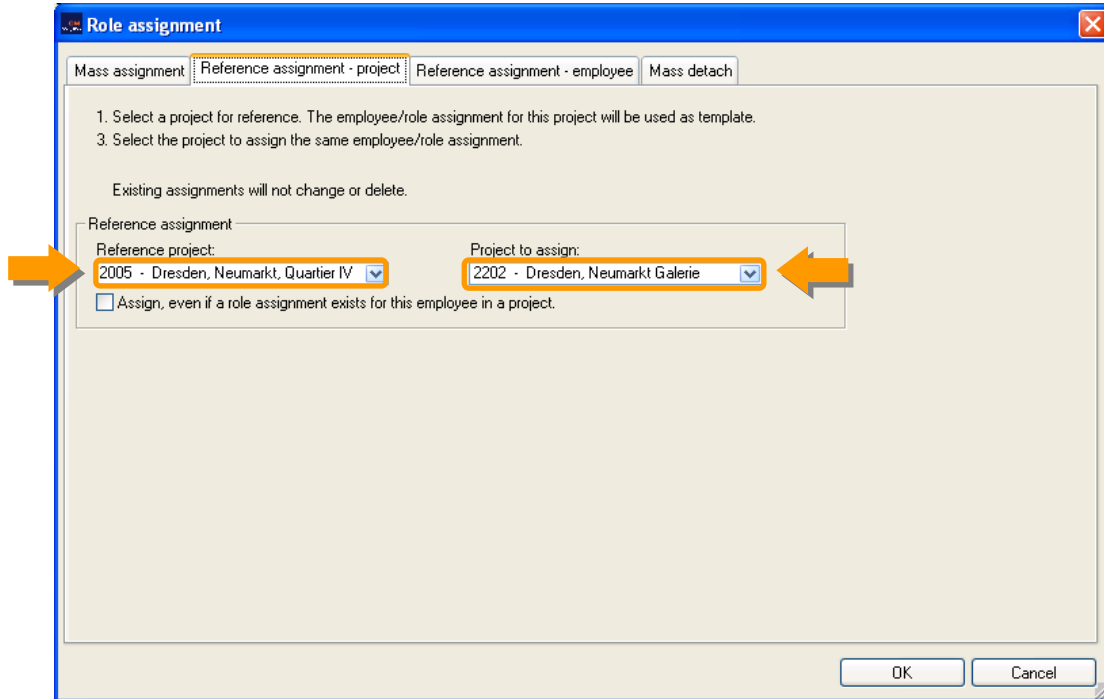 Role assignment
Mass assignment
Reference assignment - project
Reference assignment - employee
Mass detach
1. Select a project for reference. The employee/role assignment for this project will be used as template.
3. Select the project to assign the same employee/role assignment.
Existing assignments will not change or delete.
Reference assignment
Reference project:
Project to assign:
2005 - Dresden, Neumarkt, Quartier IV
2202 - Dresden, Neumarkt Galerie
Assign, even if a role assignment exists for this employee in a project.
OK
Cancel